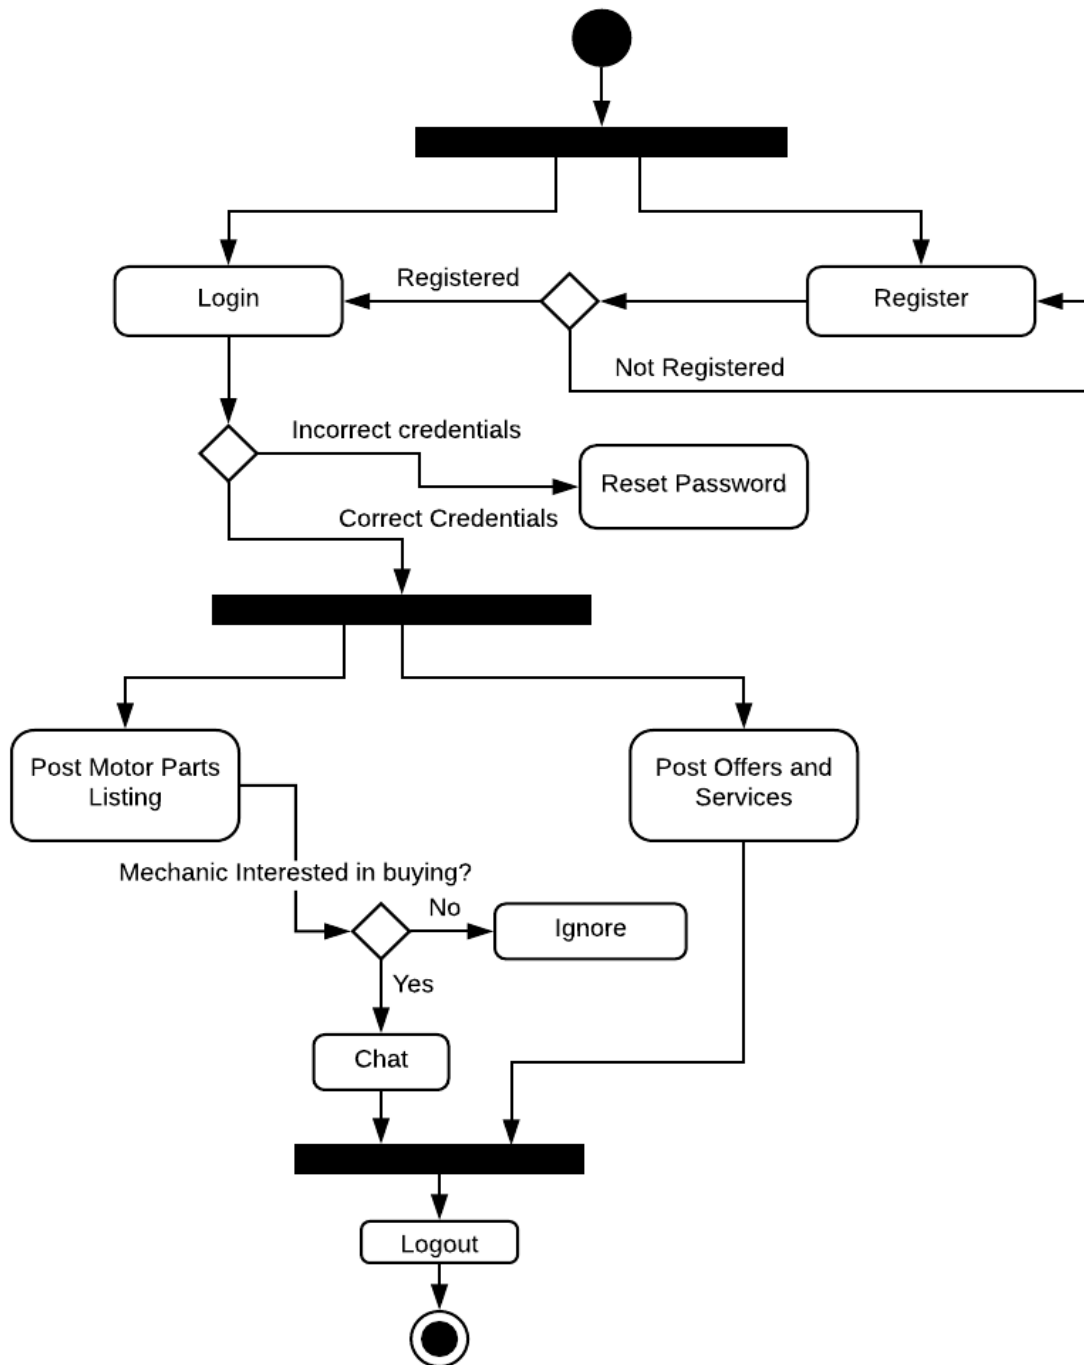 Registered
Login
Register
Not Registered
Incorrect credentials
Reset Password
Correct Credentials
Post Motor Parts
Listing
Post Offers and
Services
Mechanic Interested in buying?
No
Ignore
Yes
Chat
Logout